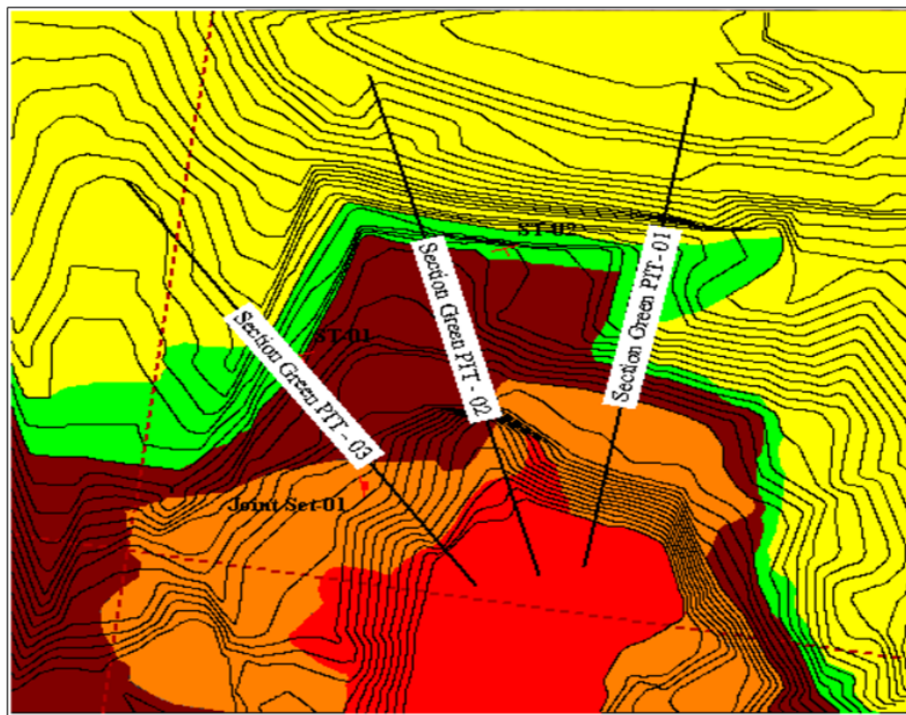 ST-02
Section Green PIT-01
Section Green PIT - 02
ST-01
Section Green PIT - 03
Joint Set-01